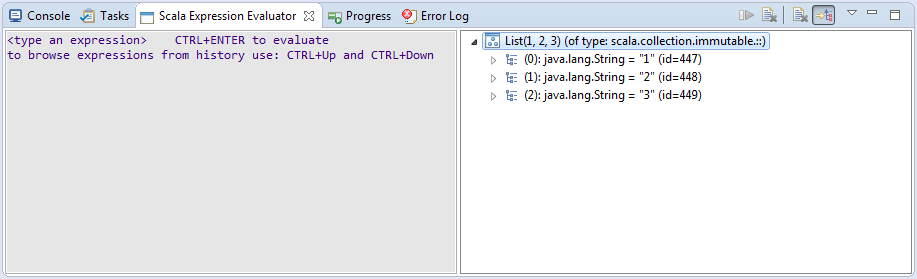 Console Tasks Scala Expression Evaluator Progress Error Log
<type an expression>    CTRL+ENTER to evaluate
to browse expressions from history use: CTRL+Up and CTRL+Down
List(1, 2, 3) (of type: scala.collection.immutable.::)
(0): java.lang.String = "1" (id=447)
(1): java.lang.String = "2" (id=448)
(2): java.lang.String = "3" (id=449)